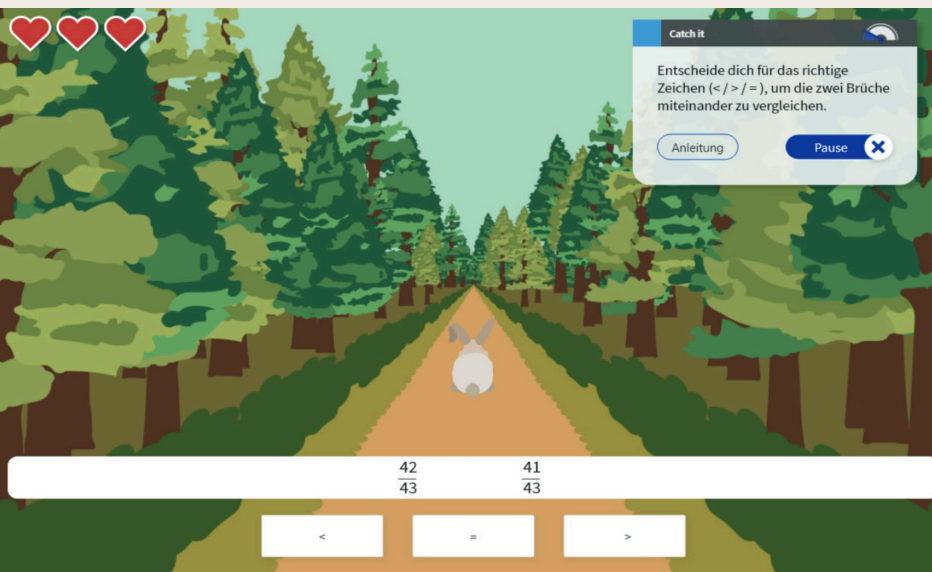 Catch it
Entscheide dich für das richtige
Zeichen (< / > / = ), um die zwei Brüche
miteinander zu vergleichen.
Anleitung
Pause
42 41
43 43
< = >